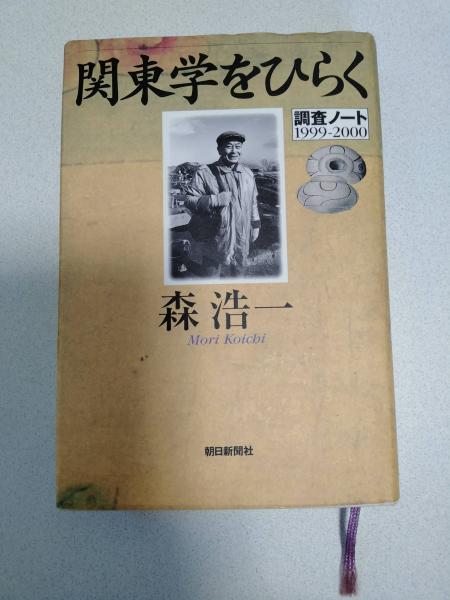 関東学をひらく
調査ノート
1999-2000
森浩一
Mori Koichi
朝日新聞社